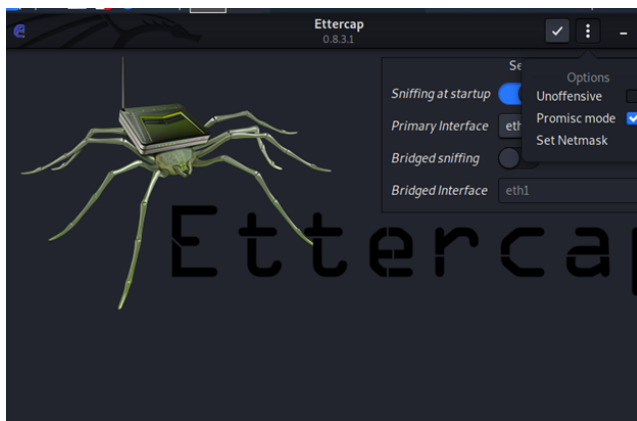 Ettercap
0.8.3.1
Se
Options
Sniffing at startup
Unoffensive
Primary Interface eth
Promisc mode
Set Netmask
Bridged sniffing
Bridged Interface eth1
Ettercap